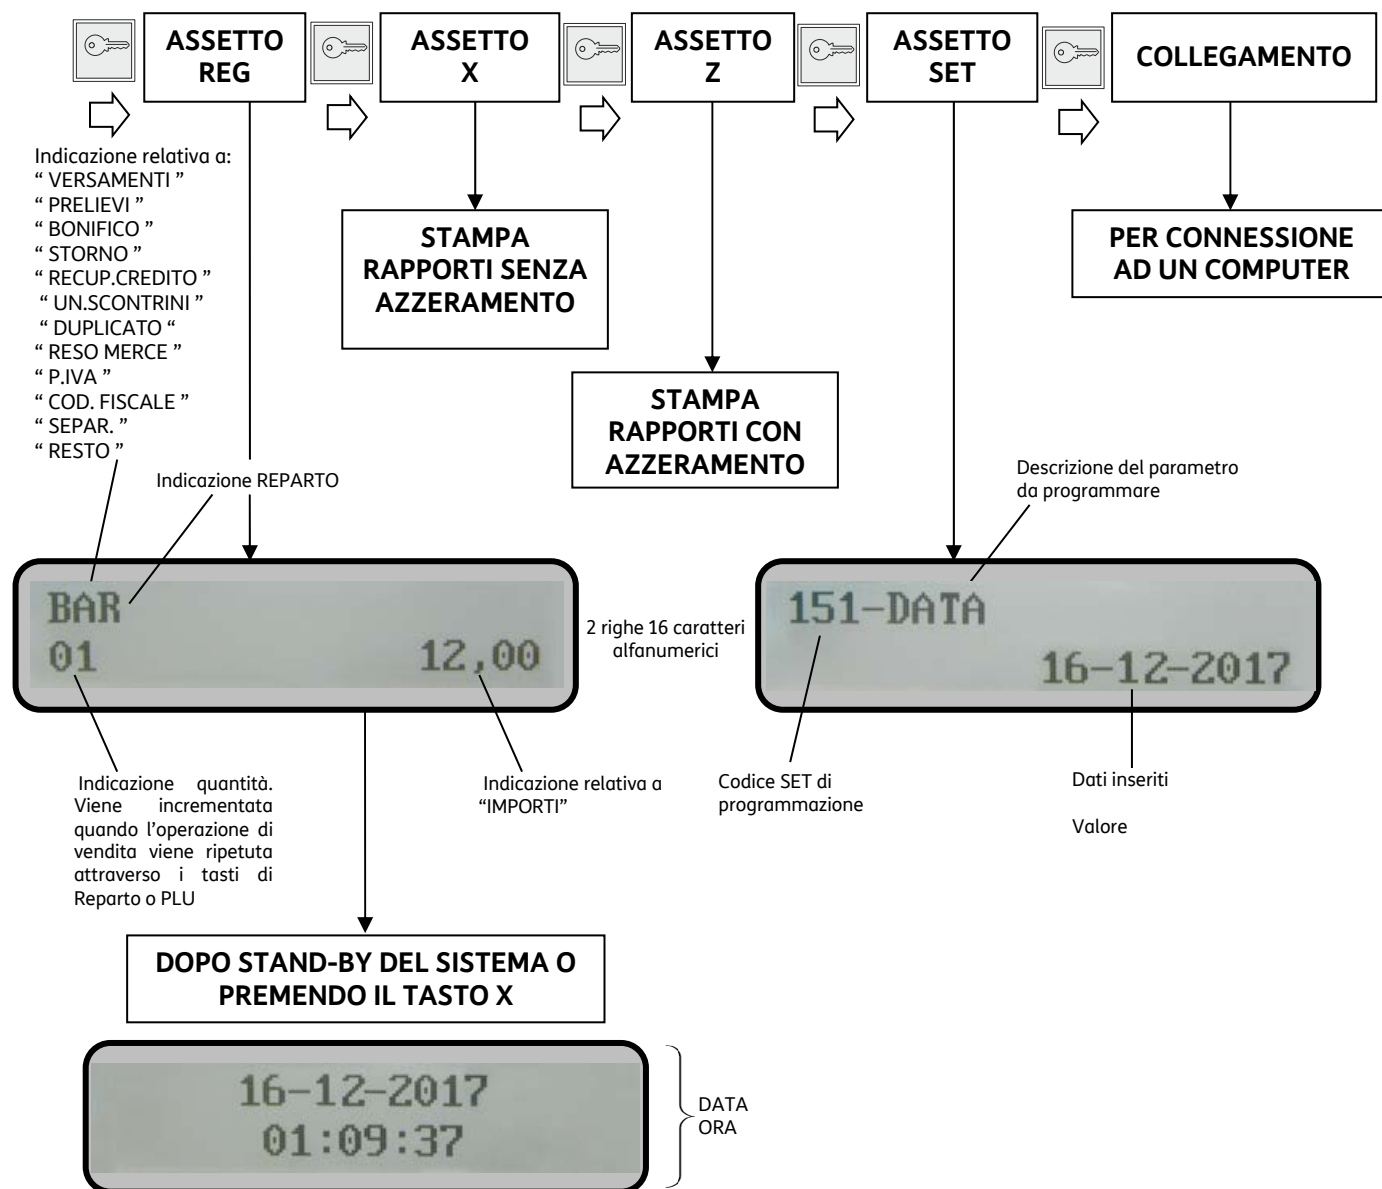 ASSETTO
REG
ASSETTO
X
ASSETTO
Z
ASSETTO
SET
COLLEGAMENTO
Indicazione relativa a:
“ VERSAMENTI ”
“ PRELIEVI ”
“ BONIFICO ”
“ STORNO ”
“ RECUP.CREDITO ”
“ UN.SCONTRINI ”
“ DUPLICATO “
“ RESO MERCE ”
“ P.IVA ”
“ COD. FISCALE ”
“ SEPAR. ”
“ RESTO ”
STAMPA
RAPPORTI SENZA
AZZERAMENTO
PER CONNESSIONE
AD UN COMPUTER
STAMPA
RAPPORTI CON
AZZERAMENTO
Indicazione REPARTO
Descrizione del parametro
da programmare
BAR
01 12,00
2 righe 16 caratteri
alfanumerici
151-DATA
16-12-2017
Indicazione quantità.
Viene incrementata
quando l’operazione di
vendita viene ripetuta
attraverso i tasti di
Reparto o PLU
Indicazione relativa a
“IMPORTI”
Codice SET di
programmazione
Dati inseriti
Valore
DOPO STAND-BY DEL SISTEMA O
PREMENDO IL TASTO X
16-12-2017
01:09:37
DATA
ORA